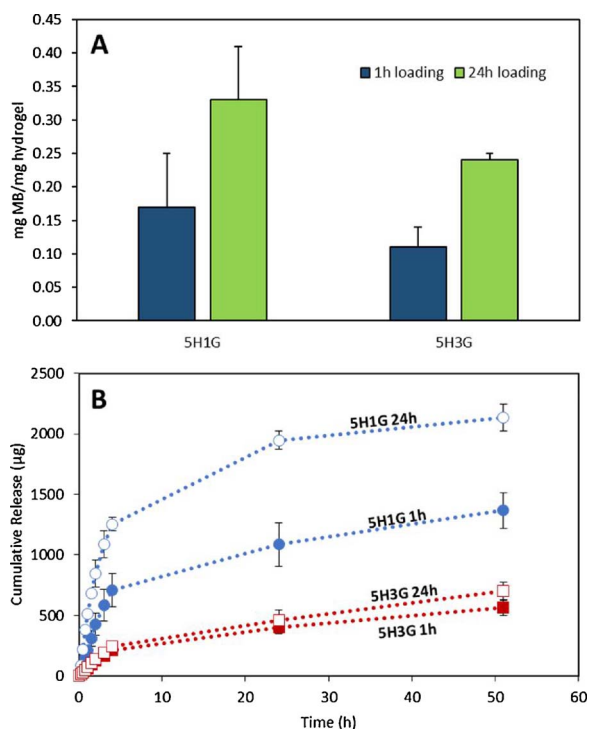 A
0.45
0.40
0.35
0.30
0.25
0.20
0.15
0.10
0.05
0.00
mg MB/mg hydrogel
1h loading 24h loading
5H1G 5H3G
B
2500
2000
1500
1000
500
0
Cumulative Release (µg)
5H1G 24h
5H1G 1h
5H3G 24h
5H3G 1h
0 10 20 30 40 50 60
Time (h)